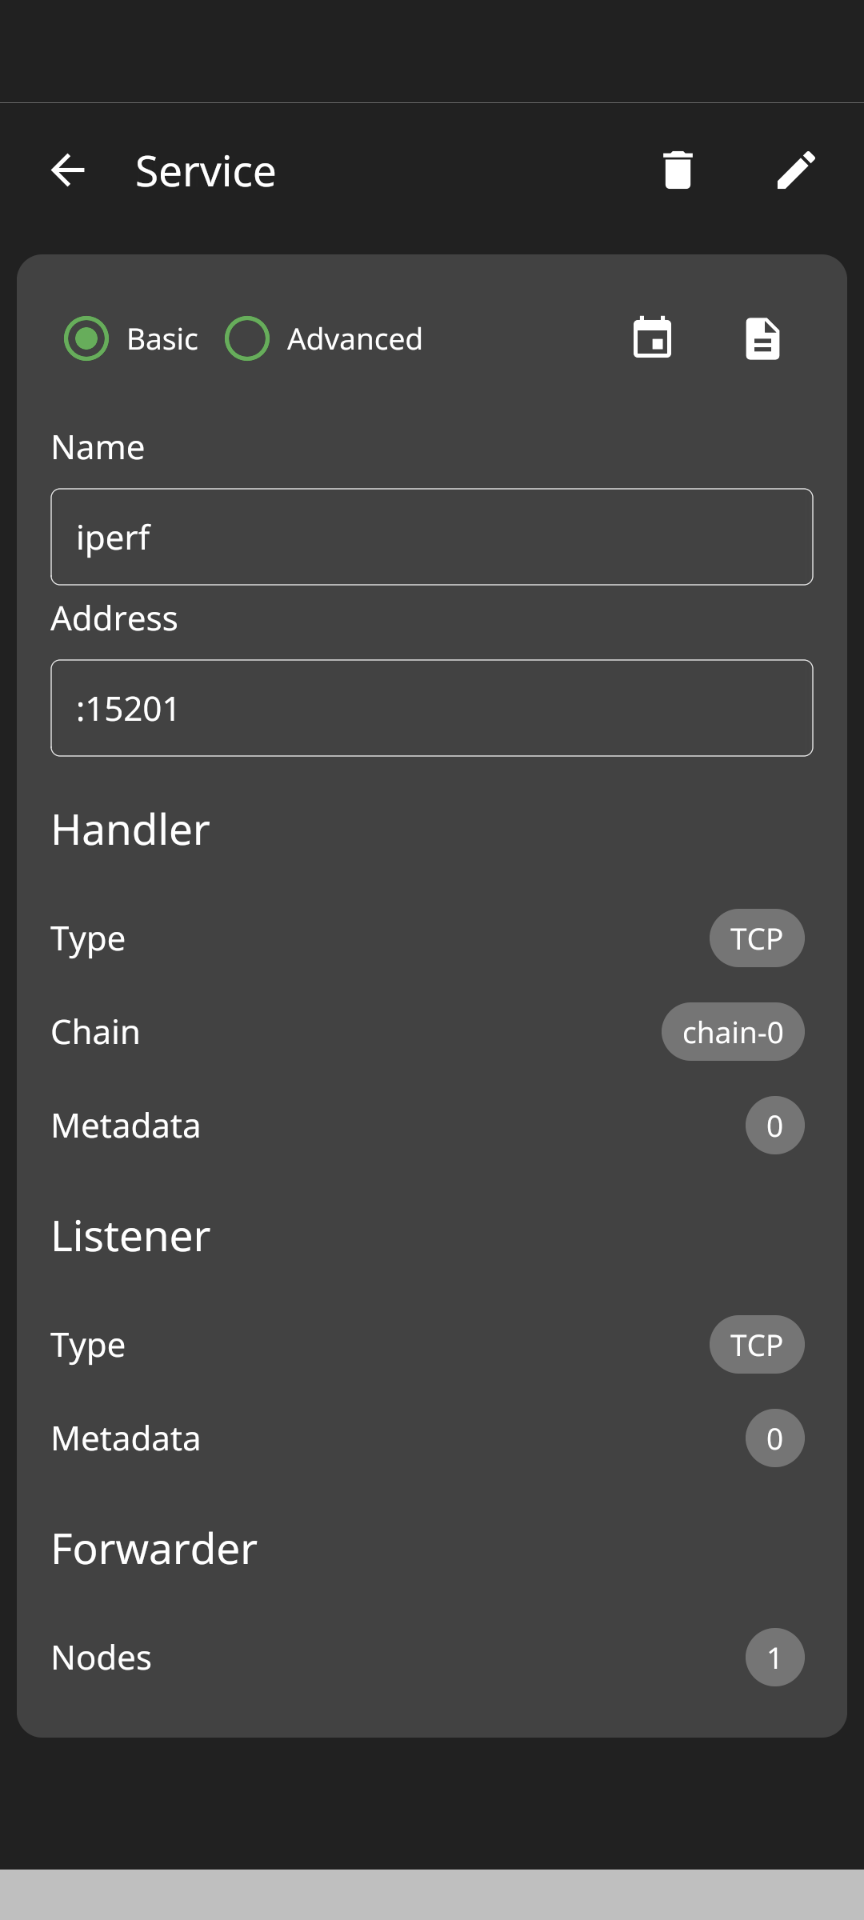 Service
Basic Advanced
Name
iperf
Address
:15201
Handler
Type TCP
Chain chain-0
Metadata 0
Listener
Type TCP
Metadata 0
Forwarder
Nodes 1